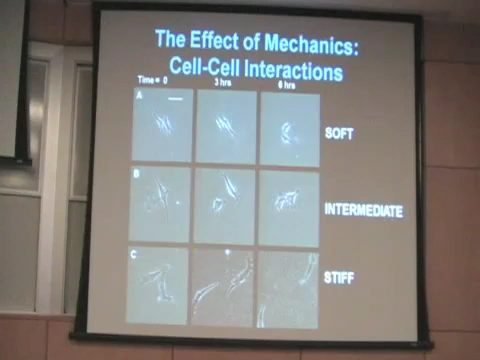 The Effect of Mechanics:
Cell-Cell Interactions
Time = 0 3 hrs 6 hrs
A
SOFT
B
INTERMEDIATE
C
STIFF